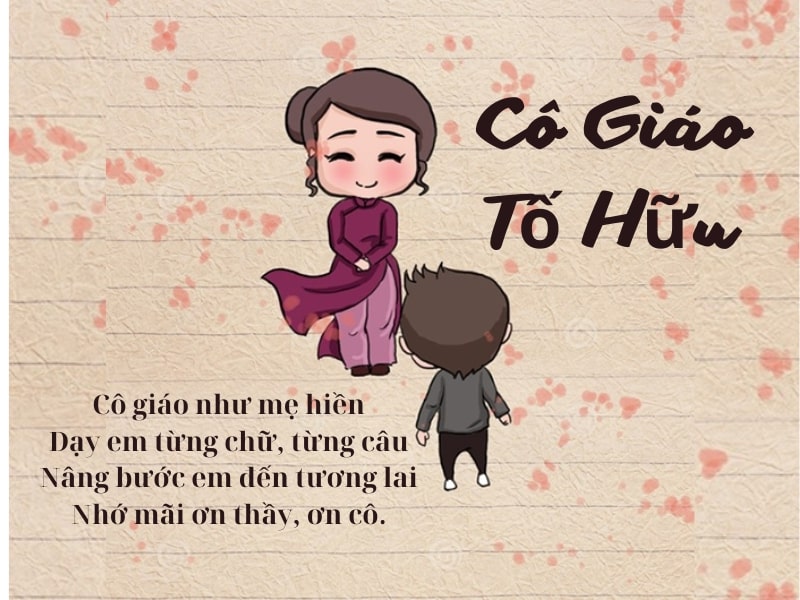 Cô Giáo
Tố Hữu
Cô giáo như mẹ hiền
Dạy em từng chữ, từng câu
Nâng bước em đến tương lai
Nhớ mãi ơn thầy, ơn cô.